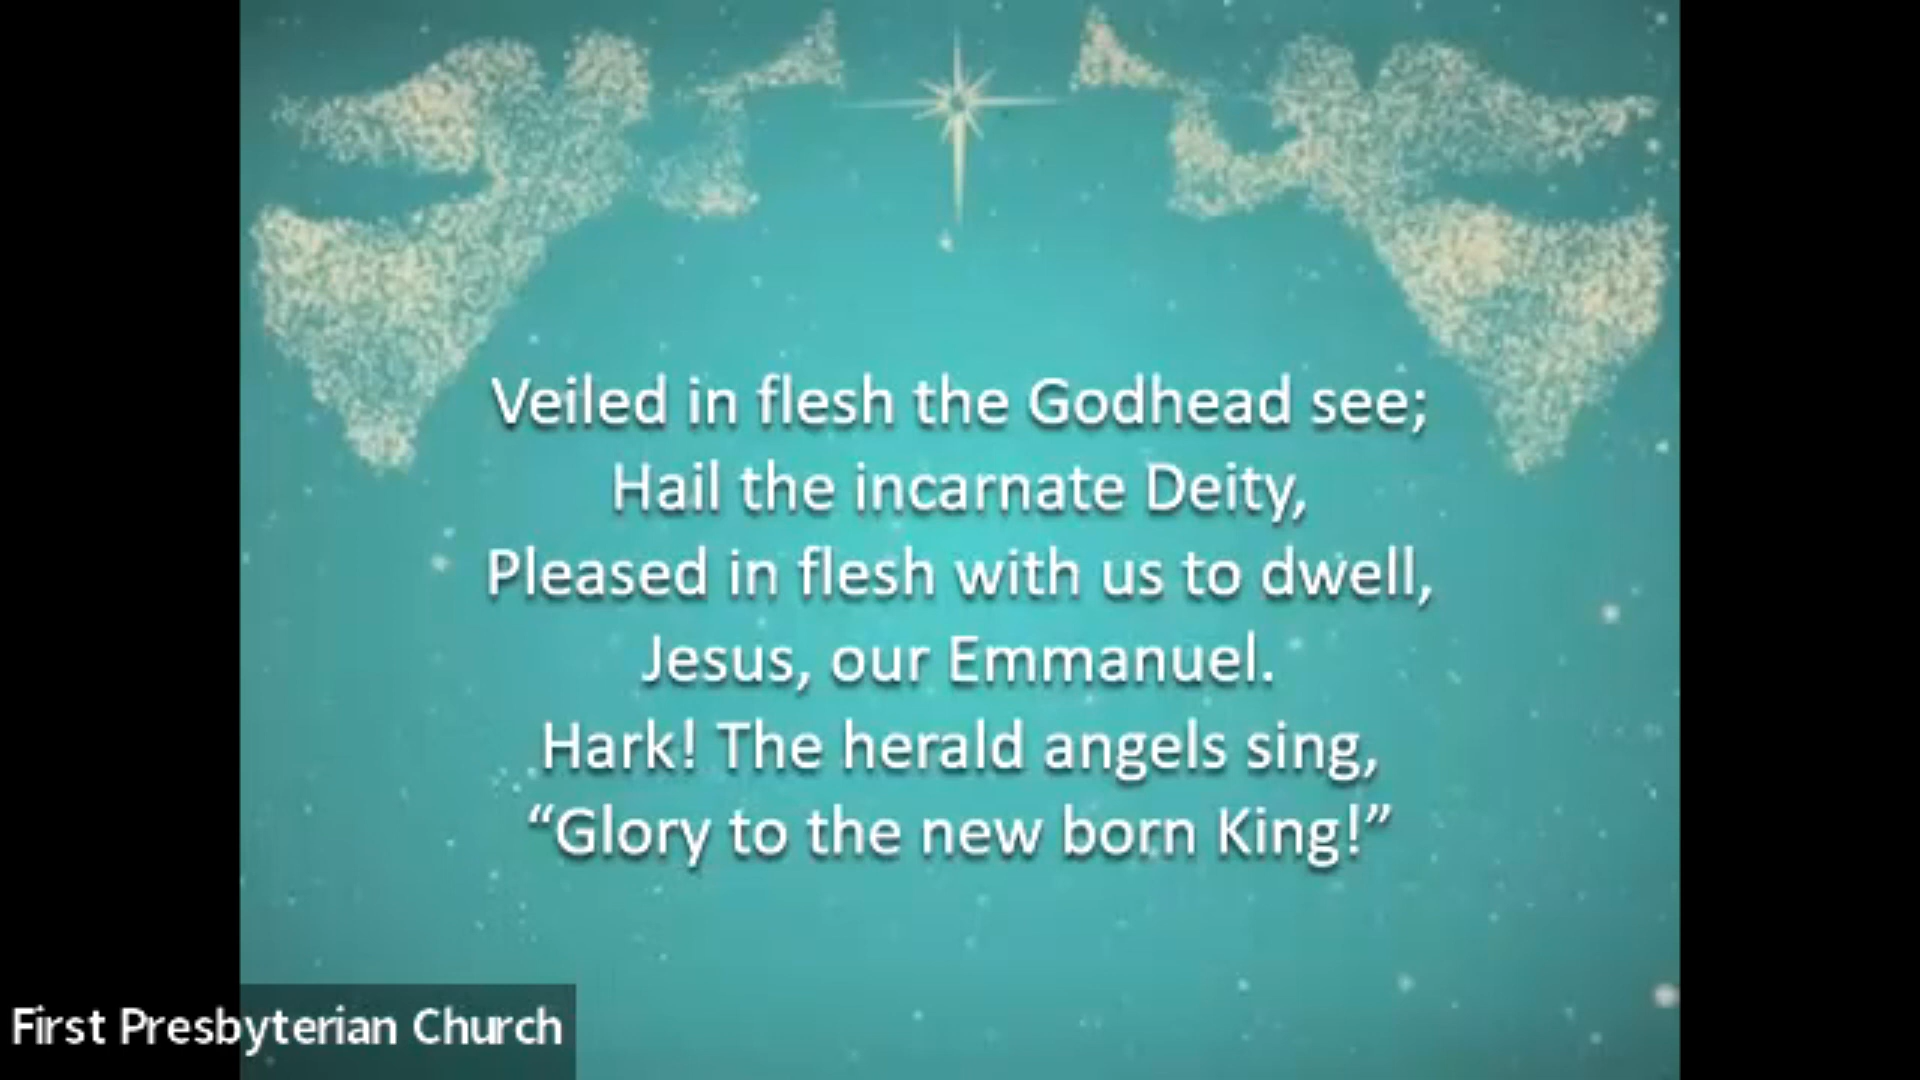 Veiled in flesh the Godhead see;
Hail the incarnate Deity,
Pleased in flesh with us to dwell,
Jesus, our Emmanuel.
Hark! The herald angels sing,
“Glory to the new born King!”
First Presbyterian Church